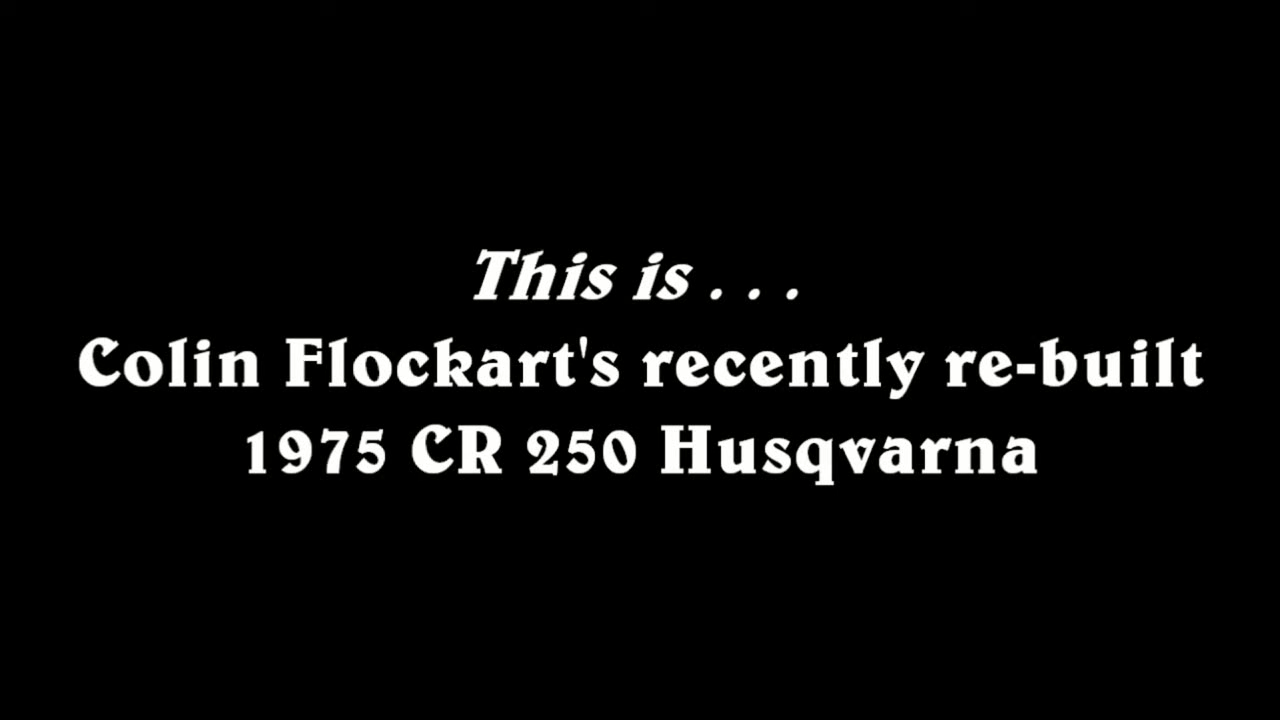 This is . . .
Colin Flockart's recently re-built
1975 CR 250 Husqvarna